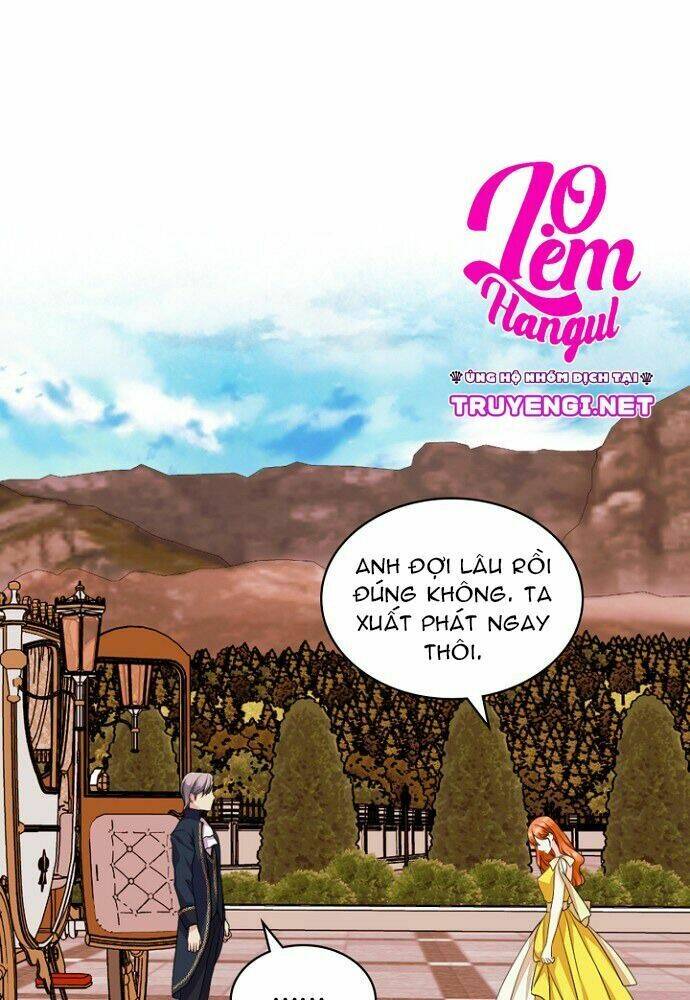 Lọ
Lem
Hangul
ỦNG HỘ NHÓM DỊCH TẠI
TRUYENGI.NET
ANH ĐỢI LÂU RỒI
ĐÚNG KHÔNG. TA
XUẤT PHÁT NGAY
THÔI.
......